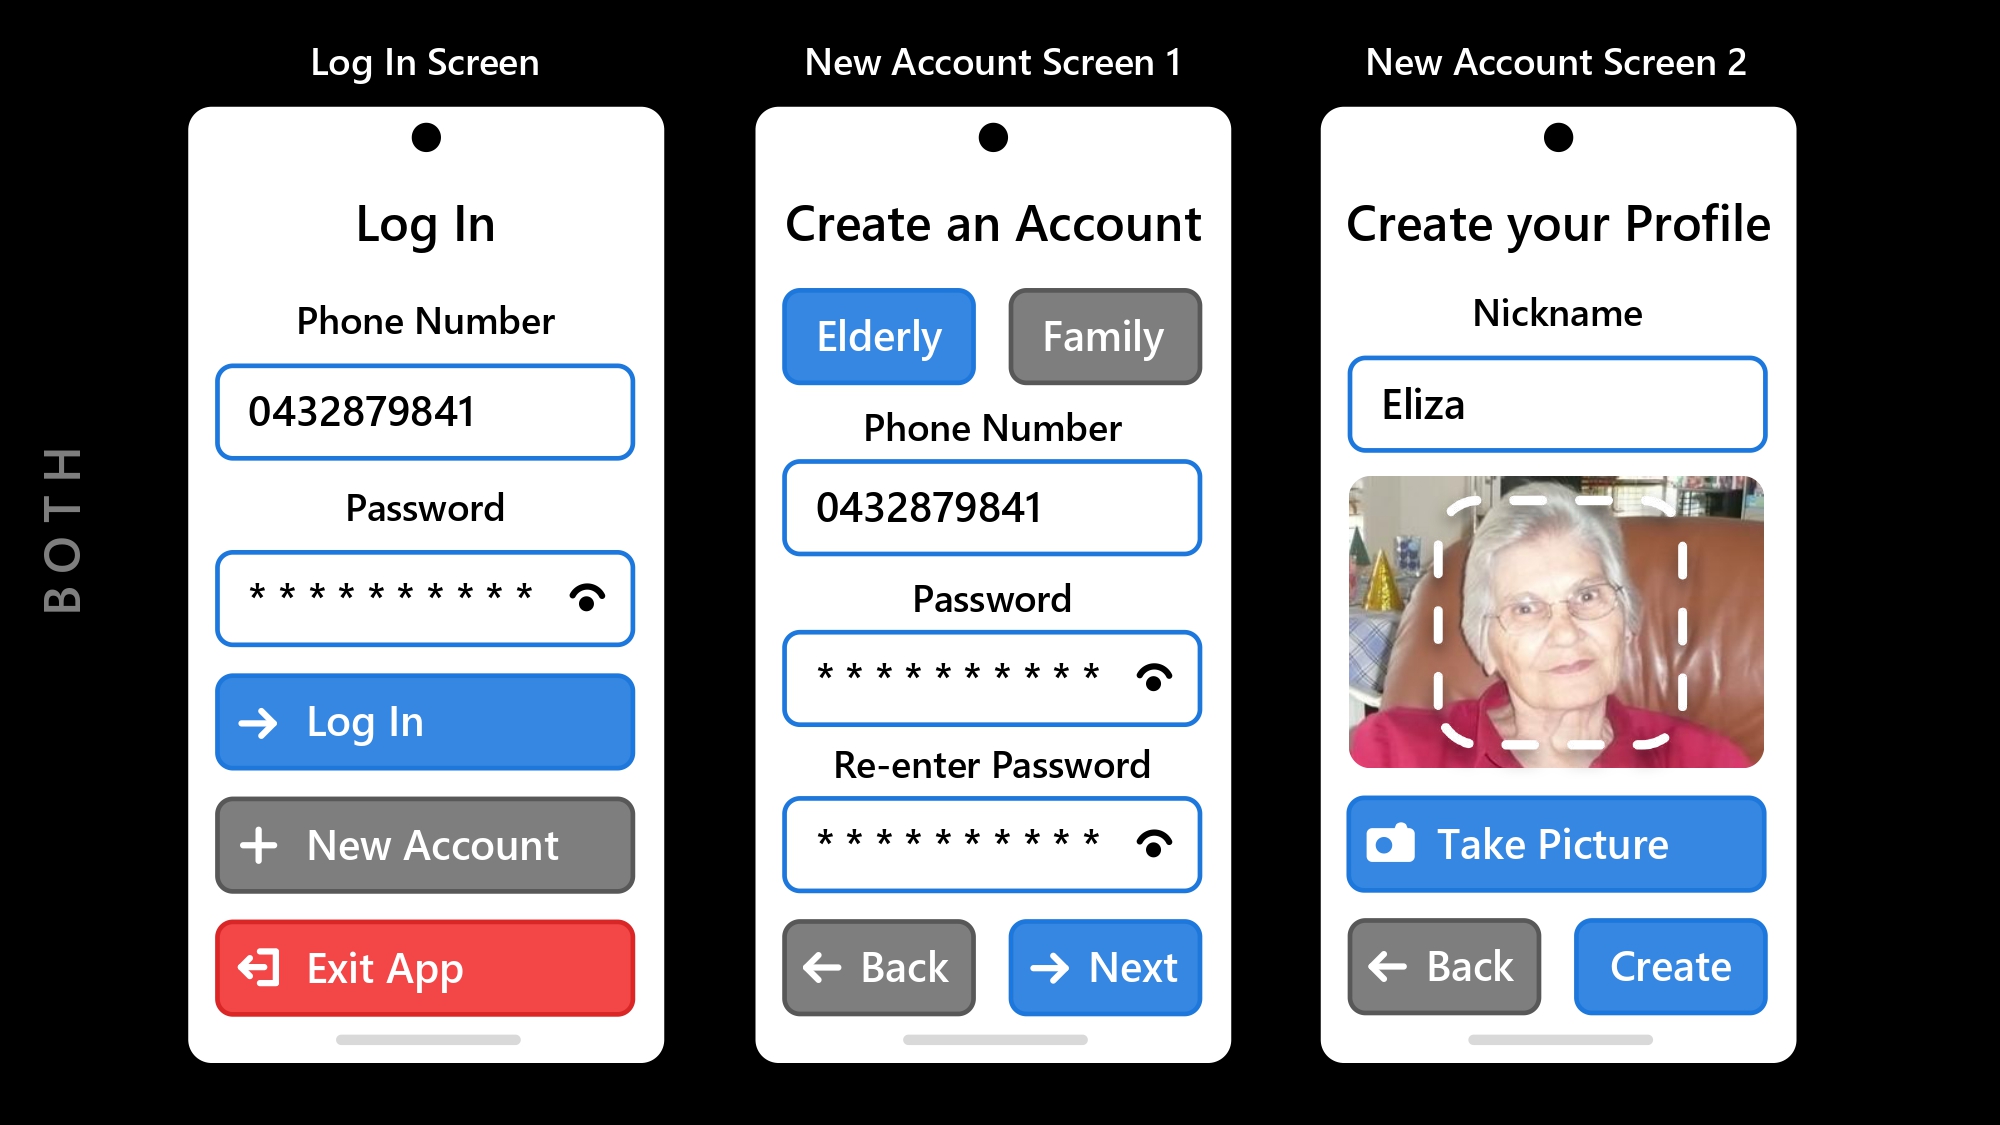 Log In Screen
New Account Screen 1
New Account Screen 2
BOTH
Log In
Phone Number
0432879841
Password
* * * * * * * * * *
Log In
New Account
Exit App
Create an Account
Elderly
Family
Phone Number
0432879841
Password
* * * * * * * * * *
Re-enter Password
* * * * * * * * * *
Back
Next
Create your Profile
Nickname
Eliza
Take Picture
Back
Create